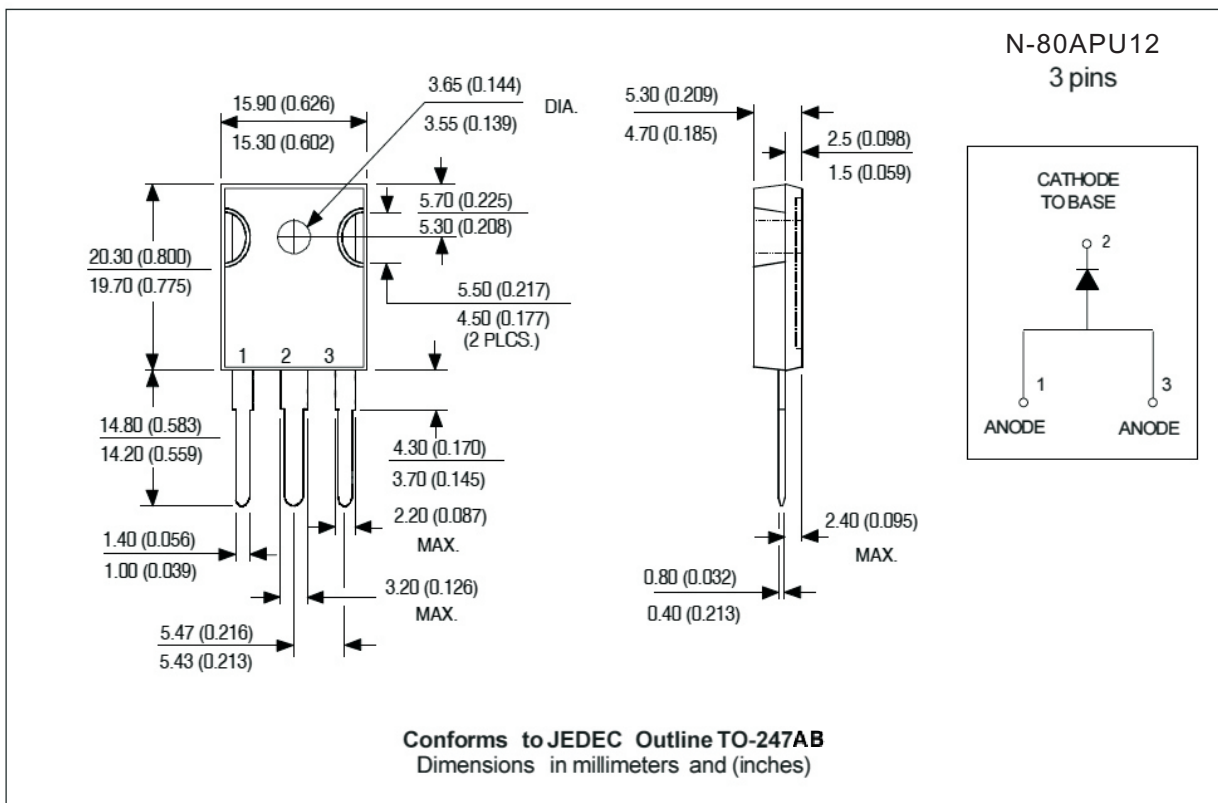 N-80APU12
3 pins
3.65 (0.144)
3.55 (0.139)
DIA.
15.90 (0.626)
15.30 (0.602)
5.70 (0.225)
5.30 (0.208)
20.30 (0.800)
19.70 (0.775)
5.50 (0.217)
4.50 (0.177)
(2 PLCS.)
1 2 3
14.80 (0.583)
14.20 (0.559)
4.30 (0.170)
3.70 (0.145)
2.20 (0.087)
MAX.
1.40 (0.056)
1.00 (0.039)
3.20 (0.126)
MAX.
5.47 (0.216)
5.43 (0.213)
5.30 (0.209)
4.70 (0.185)
2.5 (0.098)
1.5 (0.059)
2.40 (0.095)
MAX.
0.80 (0.032)
0.40 (0.213)
CATHODE
TO BASE
2
1 3
ANODE ANODE
Conforms to JEDEC Outline TO-247AB
Dimensions in millimeters and (inches)